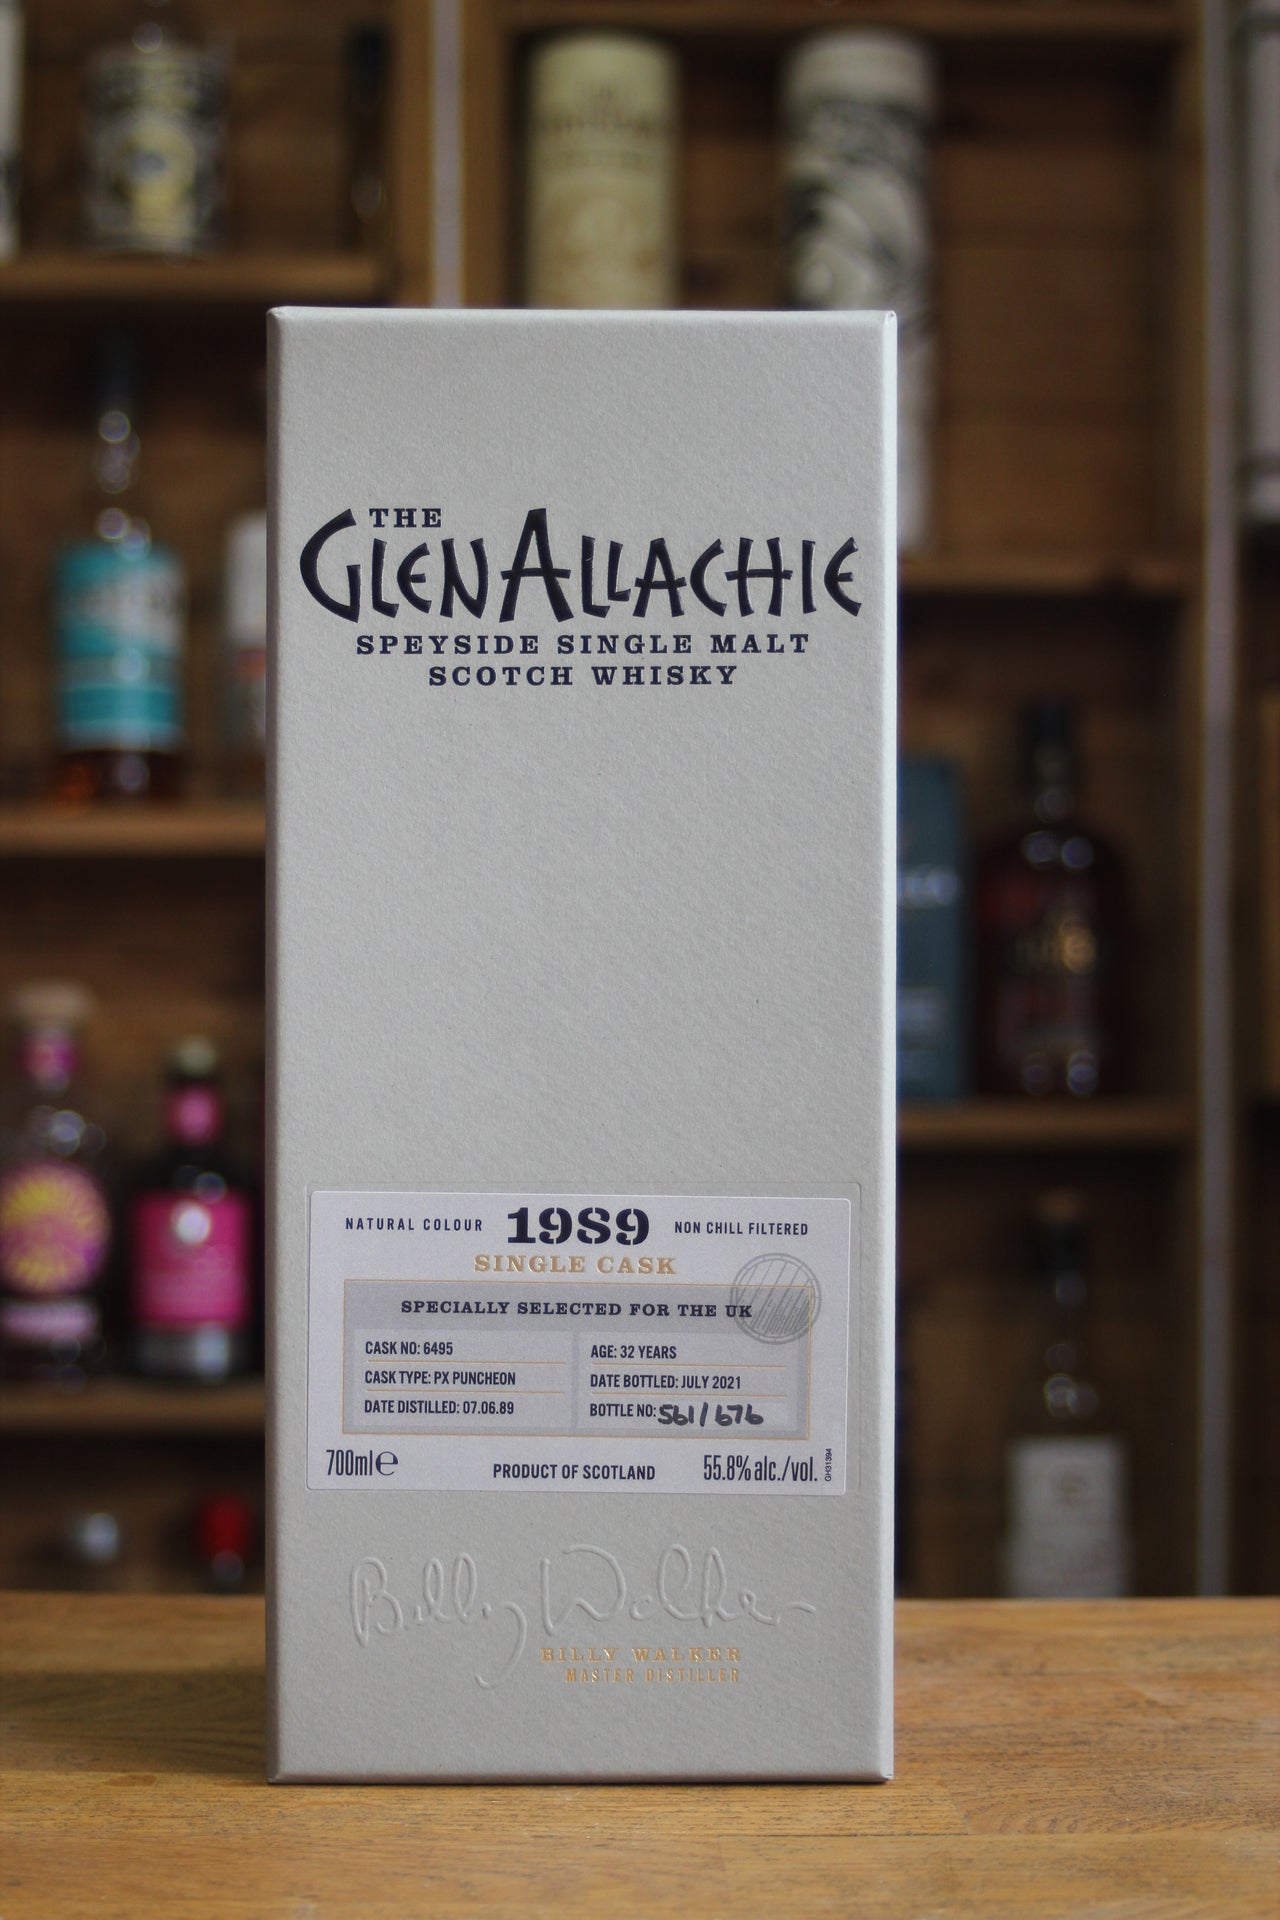 THE
GLENALLACHIE
SPEYSIDE SINGLE MALT
SCOTCH WHISKY
NATURAL COLOUR 1989 NON CHILL FILTERED
SINGLE CASK
SPECIALLY SELECTED FOR THE UK
CASK NO: 6495 AGE: 32 YEARS
CASK TYPE: PX PUNCHEON DATE BOTTLED: JULY 2021
DATE DISTILLED: 07.06.89 BOTTLE NO: 561/676
700ml℮ PRODUCT OF SCOTLAND 55.8% alc./vol.
GH31394
Billy Walker
BILLY WALKER
MASTER DISTILLER